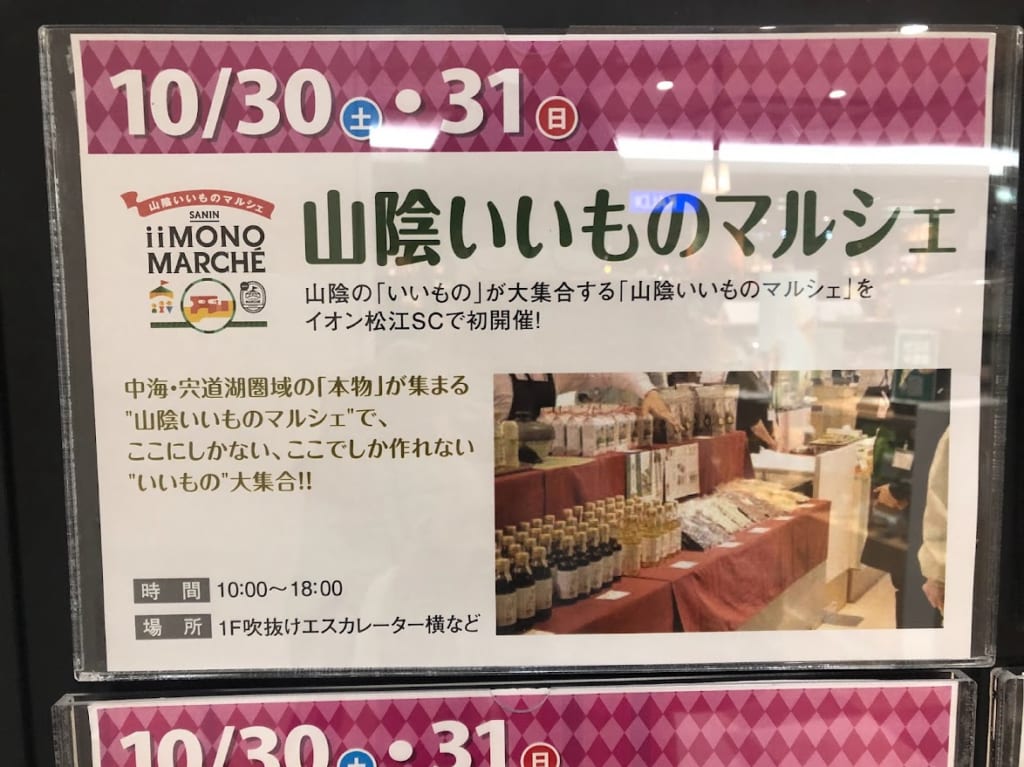 10/30土・31日
山陰いいものマルシェ
SANIN
iiMONO
MARCHÉ
山陰いいものマルシェ
山陰の「いいもの」が大集合する「山陰いいものマルシェ」を
イオン松江SCで初開催!
中海・宍道湖圏域の「本物」が集まる
"山陰いいものマルシェ"で、
ここにしかない、ここでしか作れない
"いいもの"大集合!!
時間 10:00～18:00
場所 1F吹抜けエスカレーター横など
10/30土・31日